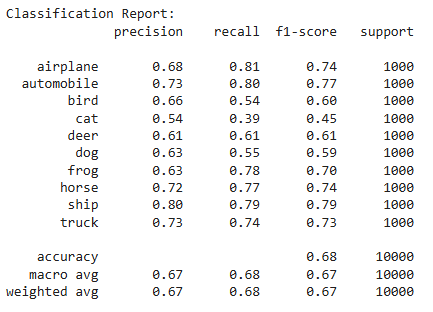 Classification Report:
precision recall f1-score support
airplane 0.68 0.81 0.74 1000
automobile 0.73 0.80 0.77 1000
bird 0.66 0.54 0.60 1000
cat 0.54 0.39 0.45 1000
deer 0.61 0.61 0.61 1000
dog 0.63 0.55 0.59 1000
frog 0.63 0.78 0.70 1000
horse 0.72 0.77 0.74 1000
ship 0.80 0.79 0.79 1000
truck 0.73 0.74 0.73 1000
accuracy 0.68 10000
macro avg 0.67 0.68 0.67 10000
weighted avg 0.67 0.68 0.67 10000